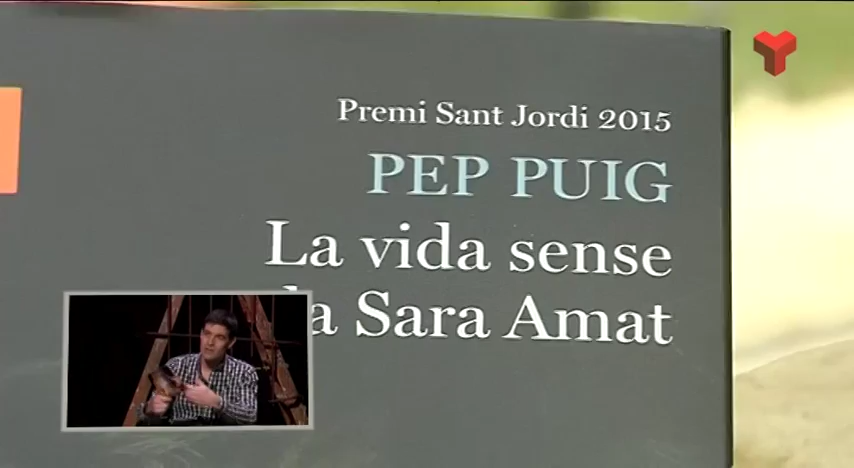 Premi Sant Jordi 2015
PEP PUIG
La vida sense
la Sara Amat